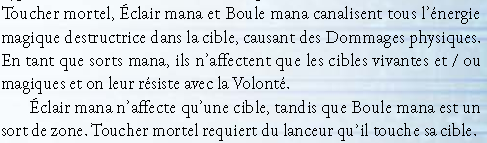 Toucher mortel, Éclair mana et Boule mana canalisent tous l'énergie
magique destructrice dans la cible, causant des Dommages physiques.
En tant que sorts mana, ils n'affectent que les cibles vivantes et / ou
magiques et on leur résiste avec la Volonté.
Éclair mana n'affecte qu'une cible, tandis que Boule mana est un
sort de zone. Toucher mortel requiert du lanceur qu'il touche sa cible.